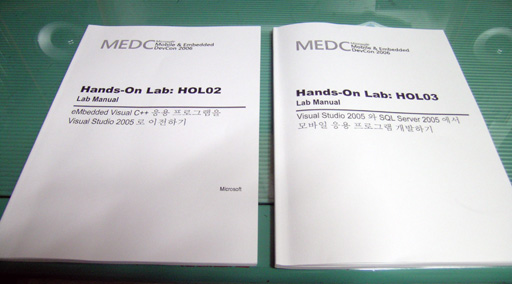 MEDC Microsoft
Mobile & Embedded
DevCon 2006
Hands-On Lab: HOL02
Lab Manual
eMbedded Visual C++ 응용 프로그램을
Visual Studio 2005 로 이전하기
Microsoft
MEDC Microsoft
Mobile & Embedded
DevCon 2006
Hands-On Lab: HOL03
Lab Manual
Visual Studio 2005 와 SQL Server 2005 에서
모바일 응용 프로그램 개발하기